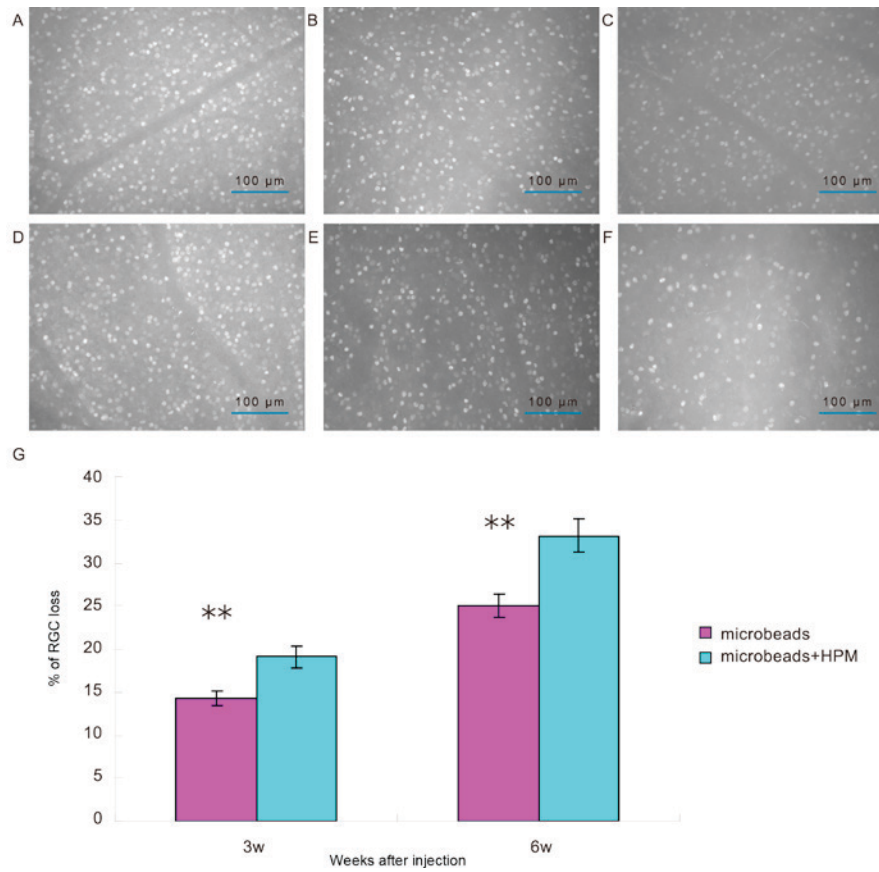 A
B
C
100 µm
100 µm
100 µm
D
E
F
100 µm
100 µm
100 µm
G
40
35
30
25
20
15
10
5
0
% of RGC loss
**
**
microbeads
microbeads+HPM
3w
6w
Weeks after injection